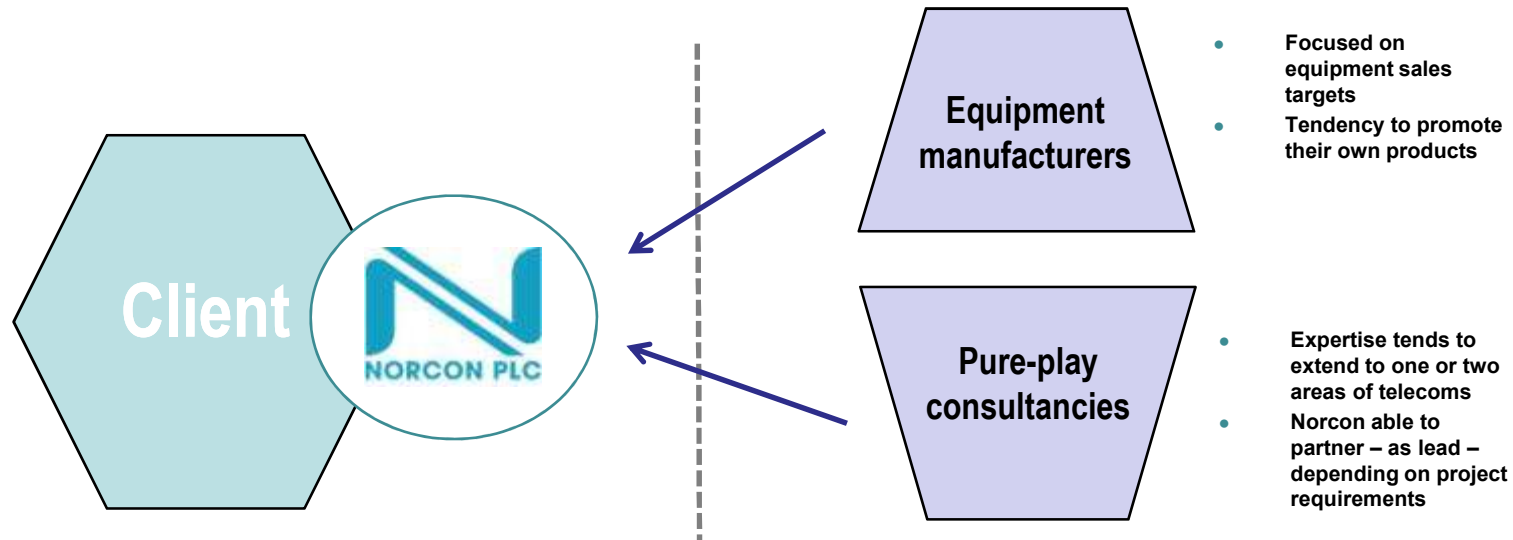 Client
NORCON PLC
Equipment
manufacturers
• Focused on
equipment sales
targets
• Tendency to promote
their own products
Pure-play
consultancies
• Expertise tends to
extend to one or two
areas of telecoms
• Norcon able to
partner – as lead –
depending on project
requirements